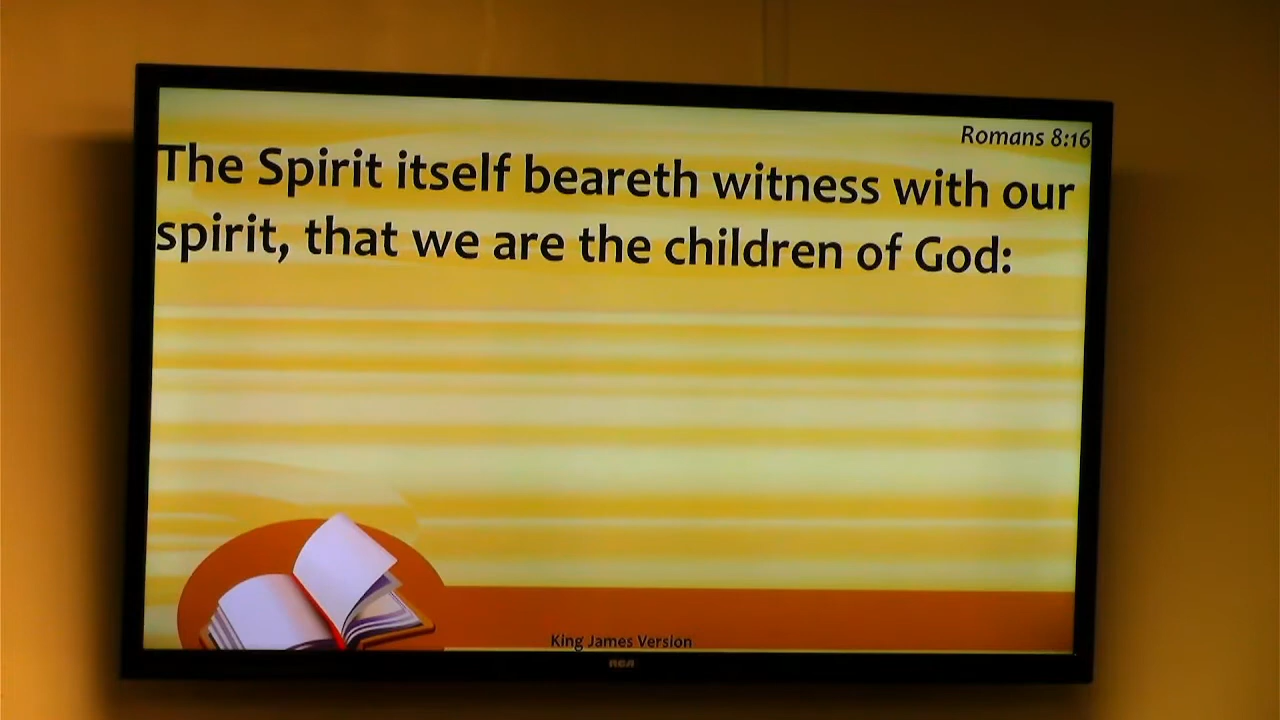 Romans 8:16
The Spirit itself beareth witness with our
spirit, that we are the children of God:
King James Version
RCA